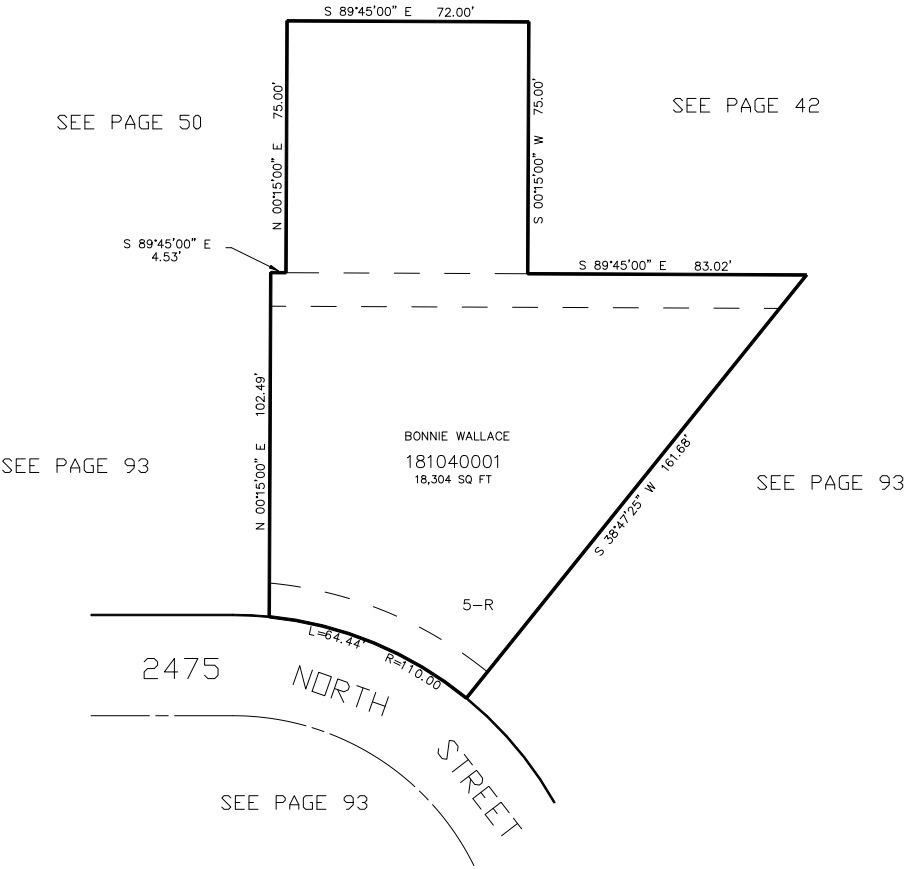 S 89°45'00" E 72.00'
N 00°15'00" E 75.00'
S 00°15'00" W 75.00'
SEE PAGE 50
SEE PAGE 42
S 89°45'00" E
4.53'
S 89°45'00" E 83.02'
N 00°15'00" E 102.49'
BONNIE WALLACE
181040001
18,304 SQ FT
SEE PAGE 93
S 38°47'25" W 161.68'
SEE PAGE 93
5-R
L=64.44' R=110.00
2475 NORTH STREET
SEE PAGE 93